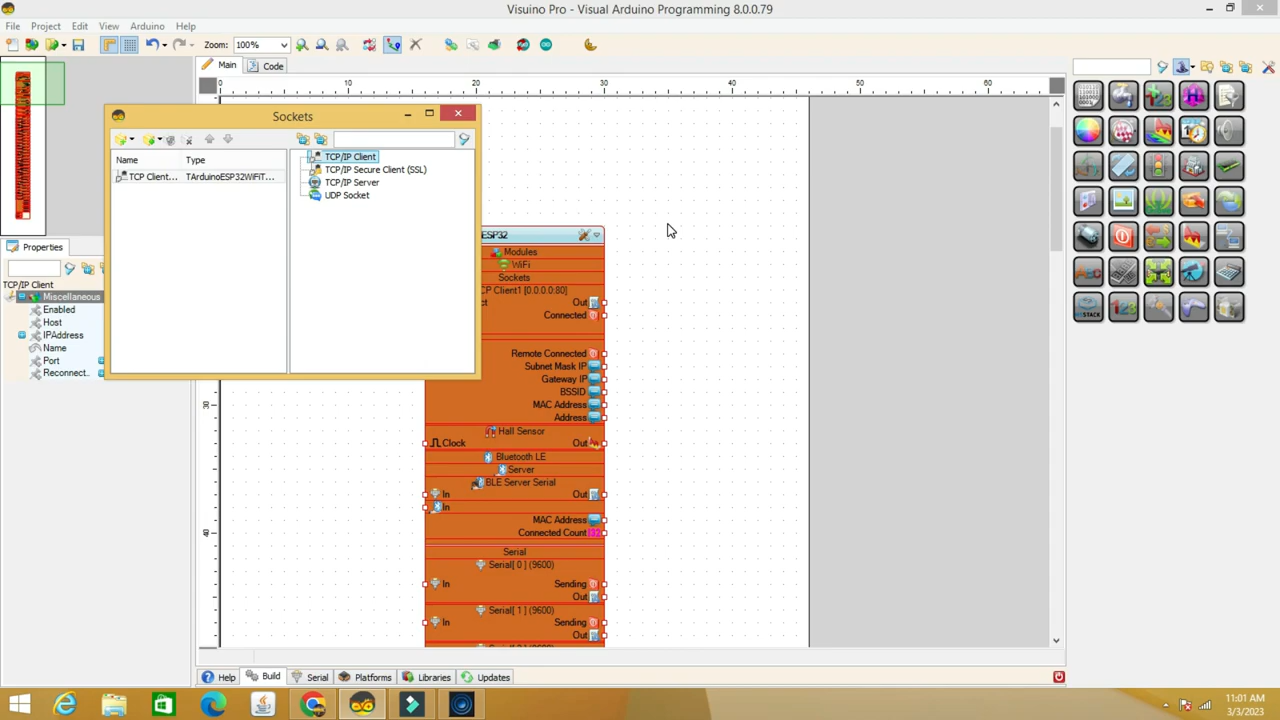 Visuino Pro - Visual Arduino Programming 8.0.0.79
File Project Edit View Arduino Help
Zoom: 100%
Main Code
0 10 20 30 40 50 60
Sockets
Name Type
TCP Client... TArduinoESP32WiFiT...
TCP/IP Client
TCP/IP Secure Client (SSL)
TCP/IP Server
UDP Socket
Properties
TCP/IP Client
Miscellaneous
Enabled
Host
IPAddress
Name
Port
Reconnect..
ESP32
Modules
WiFi
Sockets
CP Client1 [0.0.0.0:80]
ct Out
Connected
Remote Connected
Subnet Mask IP
Gateway IP
BSSID
30
MAC Address
Address
Hall Sensor
Clock Out
Bluetooth LE
Server
BLE Server Serial
In Out
In
MAC Address
40
Connected Count I32
Serial
Serial[ 0 ] (9600)
In Sending
Out
Serial[ 1 ] (9600)
In Sending
Out
Help Build Serial Platforms Libraries Updates
11:01 AM
3/3/2023